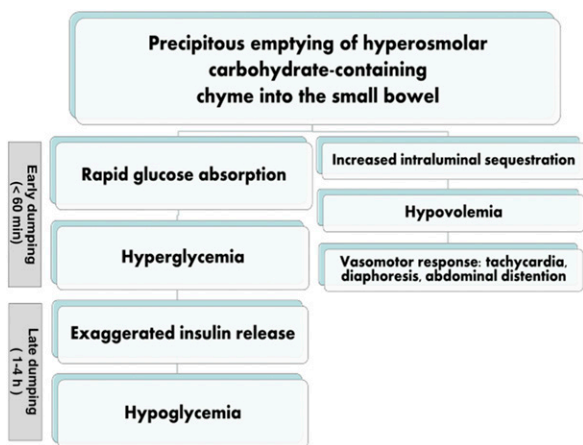 Precipitous emptying of hyperosmolar
carbohydrate-containing
chyme into the small bowel
Early dumping
(< 60 min)
Rapid glucose absorption
Hyperglycemia
Increased intraluminal sequestration
Hypovolemia
Vasomotor response: tachycardia,
diaphoresis, abdominal distention
Late dumping
( 1-4 h )
Exaggerated insulin release
Hypoglycemia